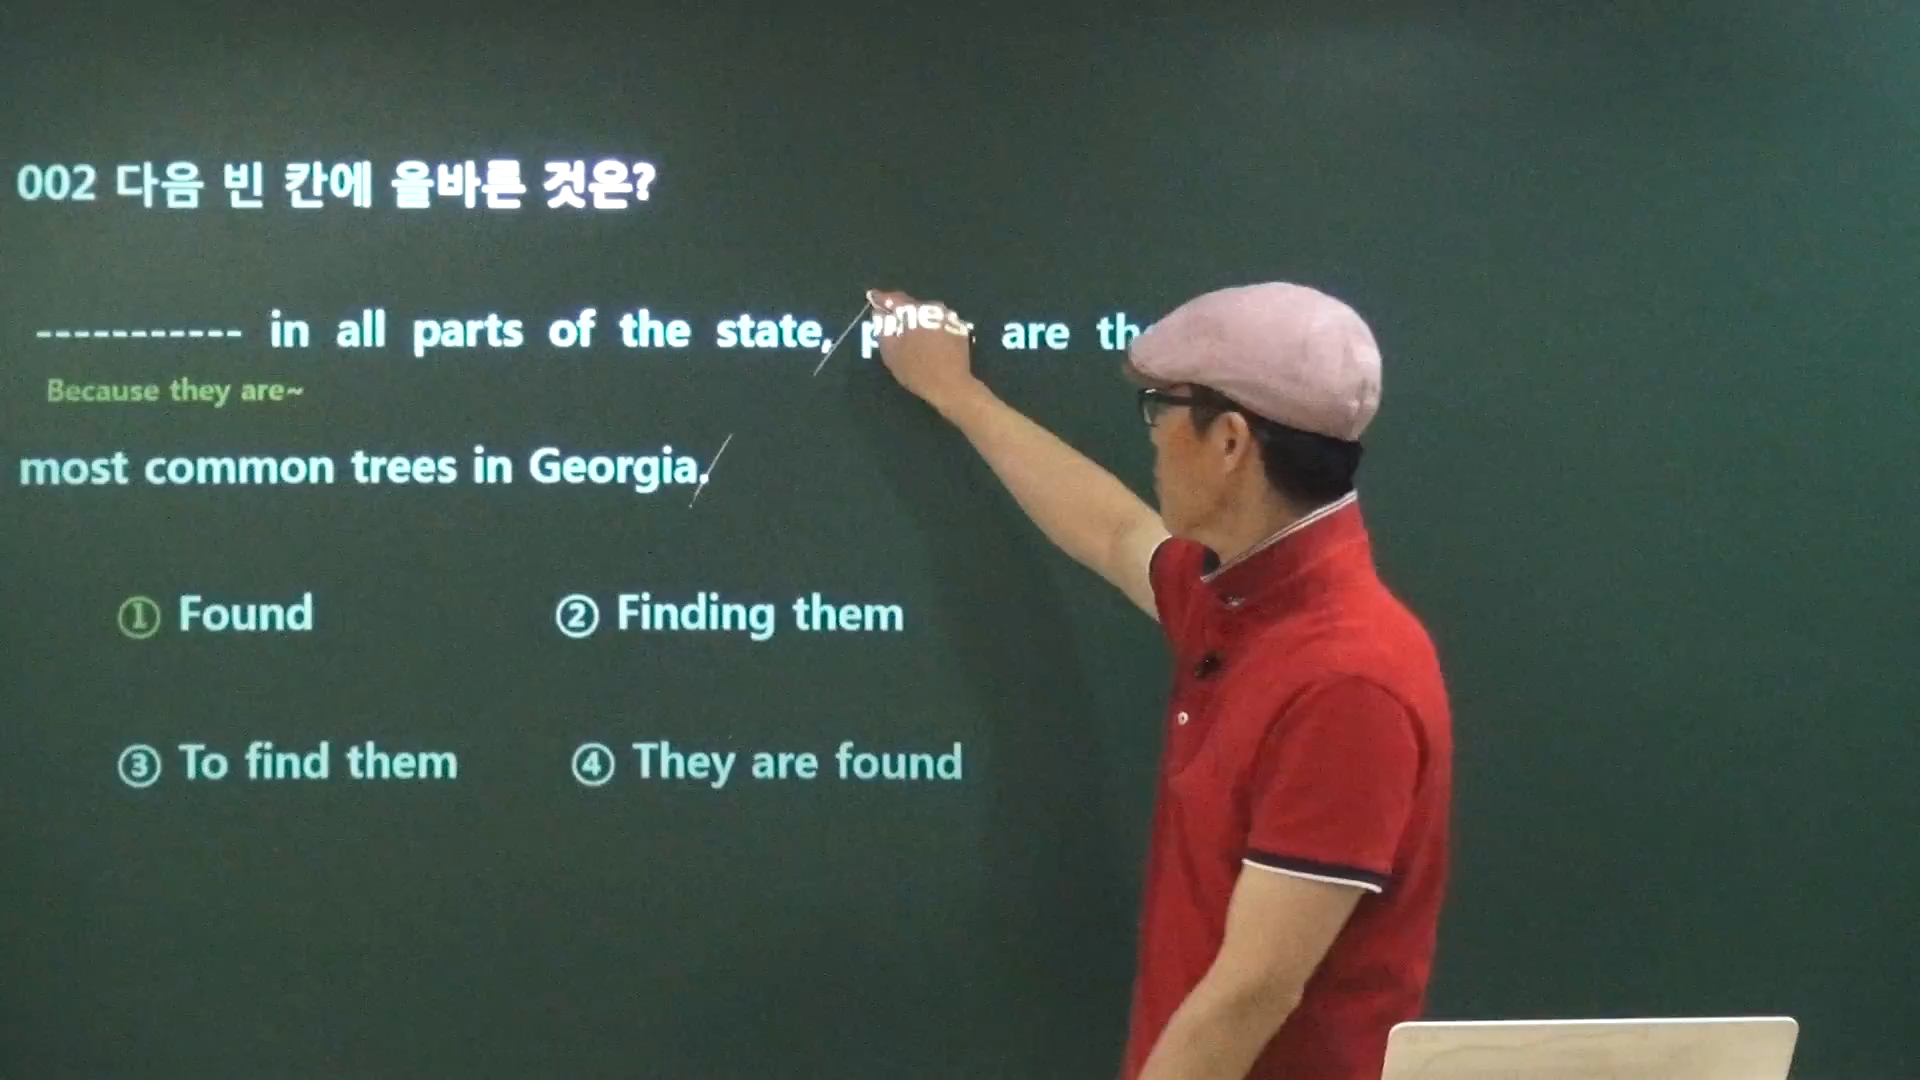 002 다음 빈 칸에 올바른 것은?
----------- in all parts of the state, pines are the
Because they are~
most common trees in Georgia.
① Found ② Finding them
③ To find them ④ They are found